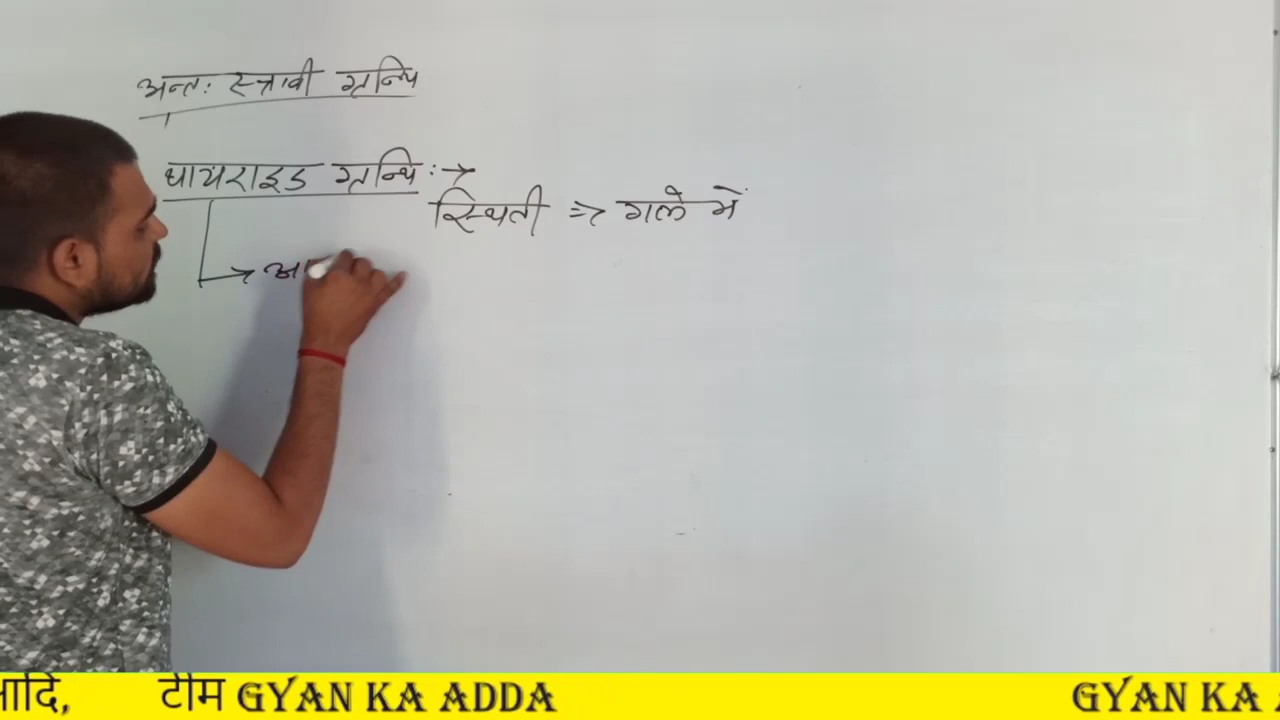 अन्तः स्त्रावी ग्रन्थि
थायराइड ग्रन्थि :→
स्थिती ⇒ गले में
→
आदि, टीम GYAN KA ADDA GYAN KA